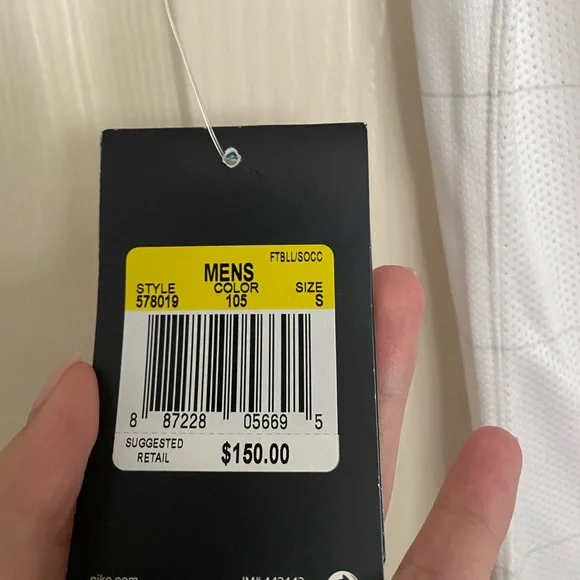 FTBLL/SOCC
MENS
STYLE COLOR SIZE
578019 105 S
8 87228 05669 5
SUGGESTED
RETAIL $150.00